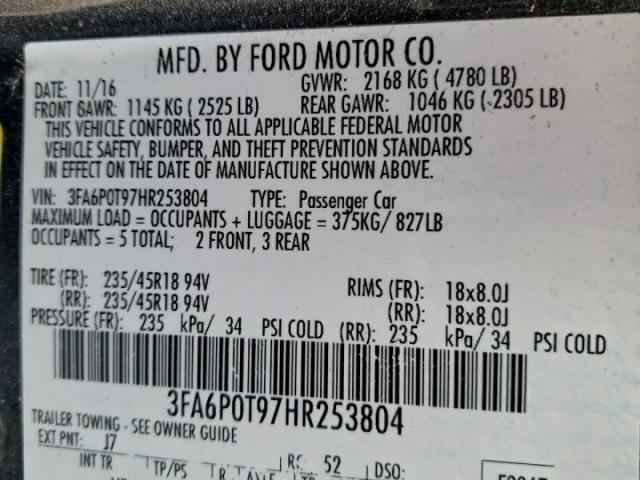 MFD. BY FORD MOTOR CO.
DATE: 11/16 GVWR: 2168 KG ( 4780 LB)
FRONT GAWR: 1145 KG ( 2525 LB) REAR GAWR: 1046 KG ( 2305 LB)
THIS VEHICLE CONFORMS TO ALL APPLICABLE FEDERAL MOTOR
VEHICLE SAFETY, BUMPER, AND THEFT PREVENTION STANDARDS
IN EFFECT ON THE DATE OF MANUFACTURE SHOWN ABOVE.
VIN: 3FA6P0T97HR253804 TYPE: Passenger Car
MAXIMUM LOAD = OCCUPANTS + LUGGAGE = 375KG/ 827LB
OCCUPANTS = 5 TOTAL; 2 FRONT, 3 REAR
TIRE (FR): 235/45R18 94V RIMS (FR): 18x8.0J
(RR): 235/45R18 94V (RR): 18x8.0J
PRESSURE (FR): 235 kPa/ 34 PSI COLD (RR): 235 kPa/ 34 PSI COLD
3FA6P0T97HR253804
TRAILER TOWING - SEE OWNER GUIDE
EXT PNT: J7 52 DSO:
INT TR TP/PS